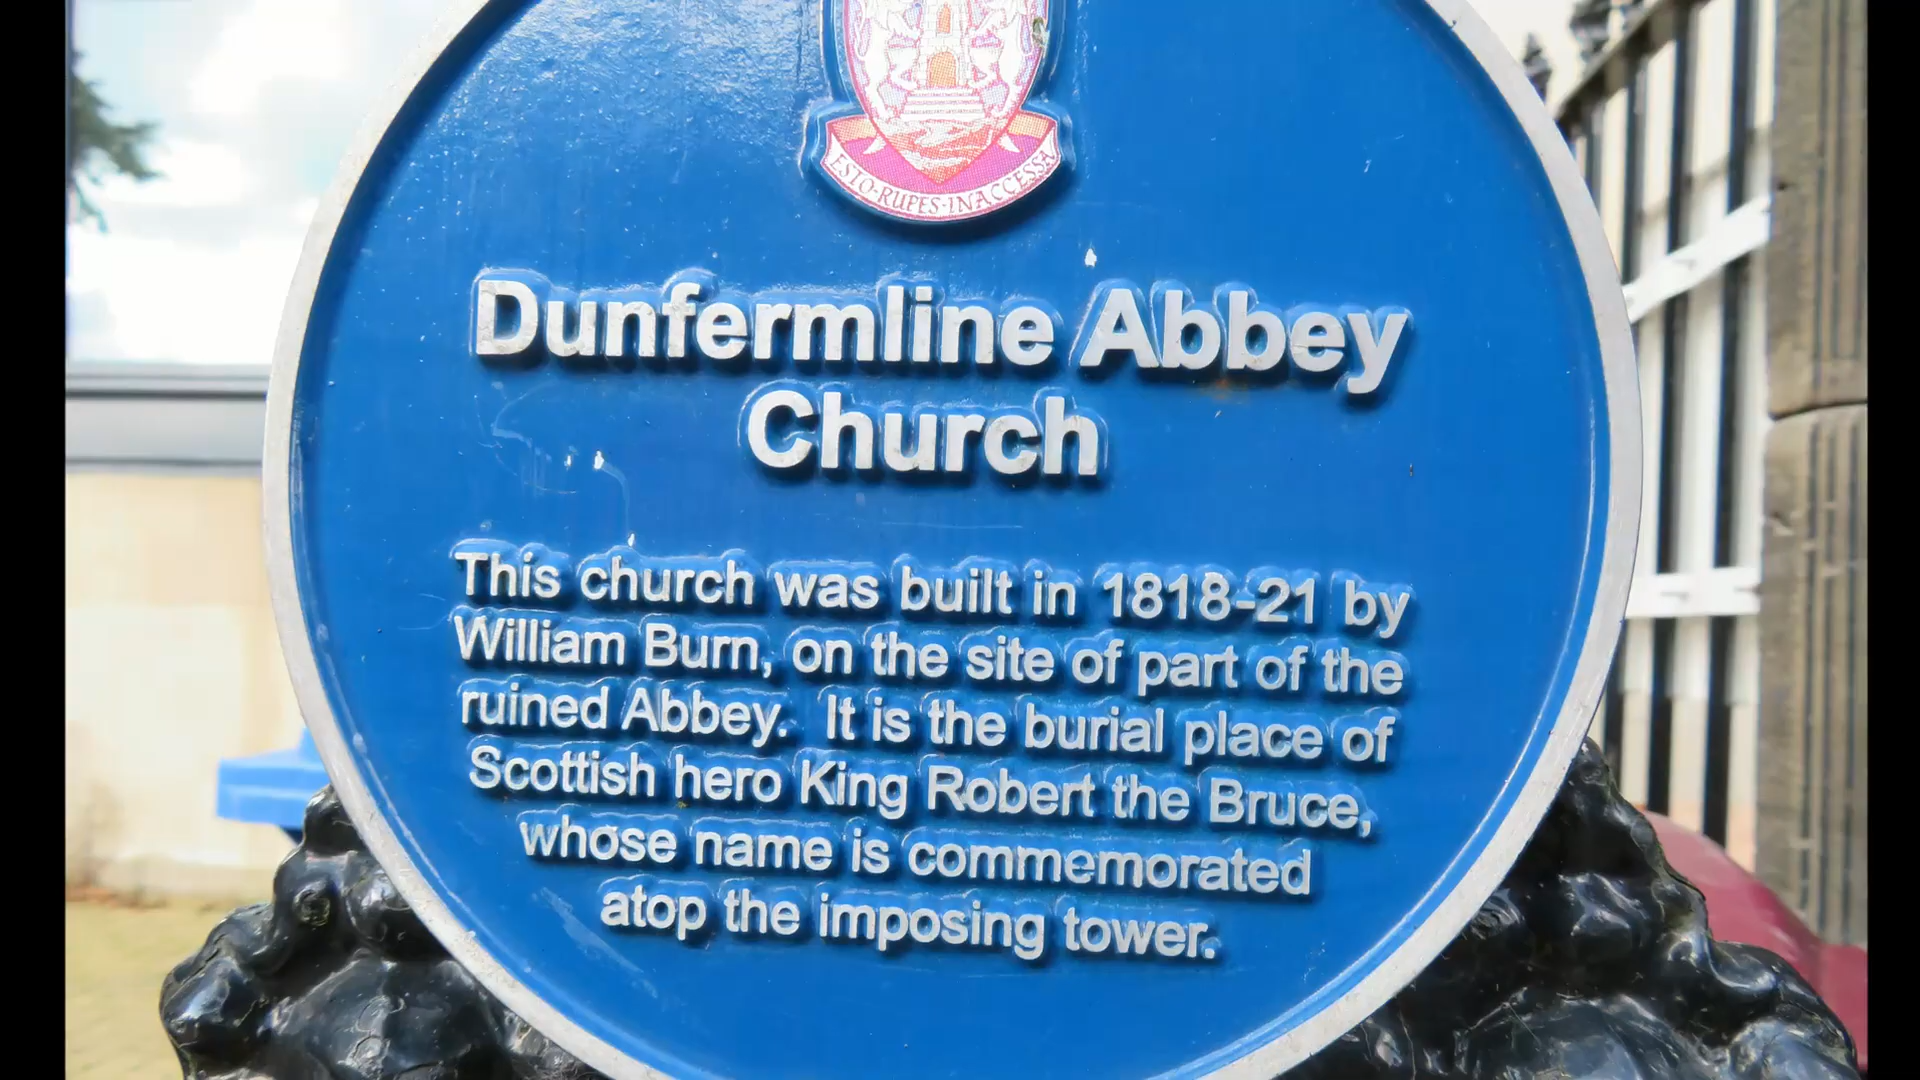 ESTO·RUPES·INACCESSA
Dunfermline Abbey
Church
This church was built in 1818-21 by
William Burn, on the site of part of the
ruined Abbey.  It is the burial place of
Scottish hero King Robert the Bruce,
whose name is commemorated
atop the imposing tower.